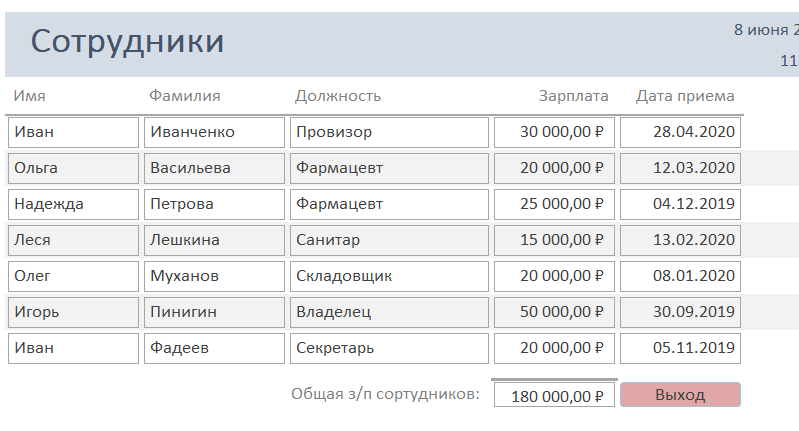 Сотрудники
8 июня 2
11
Имя Фамилия Должность Зарплата Дата приема
Иван Иванченко Провизор 30 000,00 ₽ 28.04.2020
Ольга Васильева Фармацевт 20 000,00 ₽ 12.03.2020
Надежда Петрова Фармацевт 25 000,00 ₽ 04.12.2019
Леся Лешкина Санитар 15 000,00 ₽ 13.02.2020
Олег Муханов Складовщик 20 000,00 ₽ 08.01.2020
Игорь Пинигин Владелец 50 000,00 ₽ 30.09.2019
Иван Фадеев Секретарь 20 000,00 ₽ 05.11.2019
Общая з/п сортудников: 180 000,00 ₽ Выход